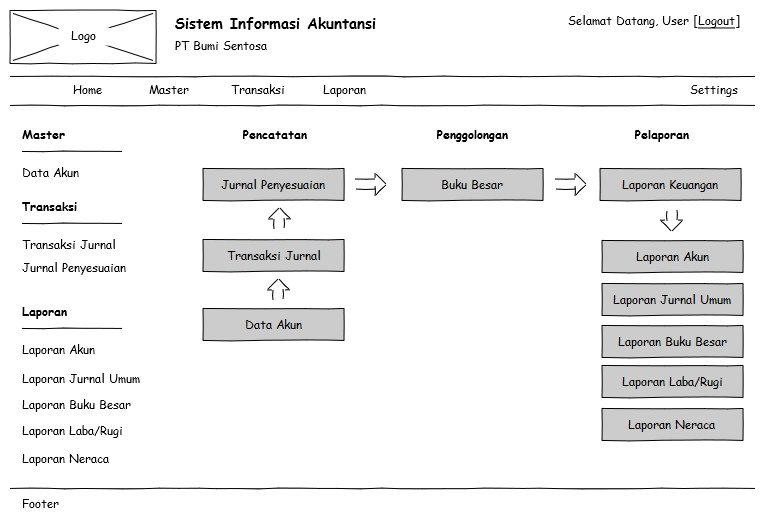 Logo
Sistem Informasi Akuntansi
PT Bumi Sentosa
Selamat Datang, User [Logout]
Home Master Transaksi Laporan Settings
Master
Data Akun
Transaksi
Transaksi Jurnal
Jurnal Penyesuaian
Laporan
Laporan Akun
Laporan Jurnal Umum
Laporan Buku Besar
Laporan Laba/Rugi
Laporan Neraca
Pencatatan
Jurnal Penyesuaian
Transaksi Jurnal
Data Akun
Penggolongan
Buku Besar
Pelaporan
Laporan Keuangan
Laporan Akun
Laporan Jurnal Umum
Laporan Buku Besar
Laporan Laba/Rugi
Laporan Neraca
Footer